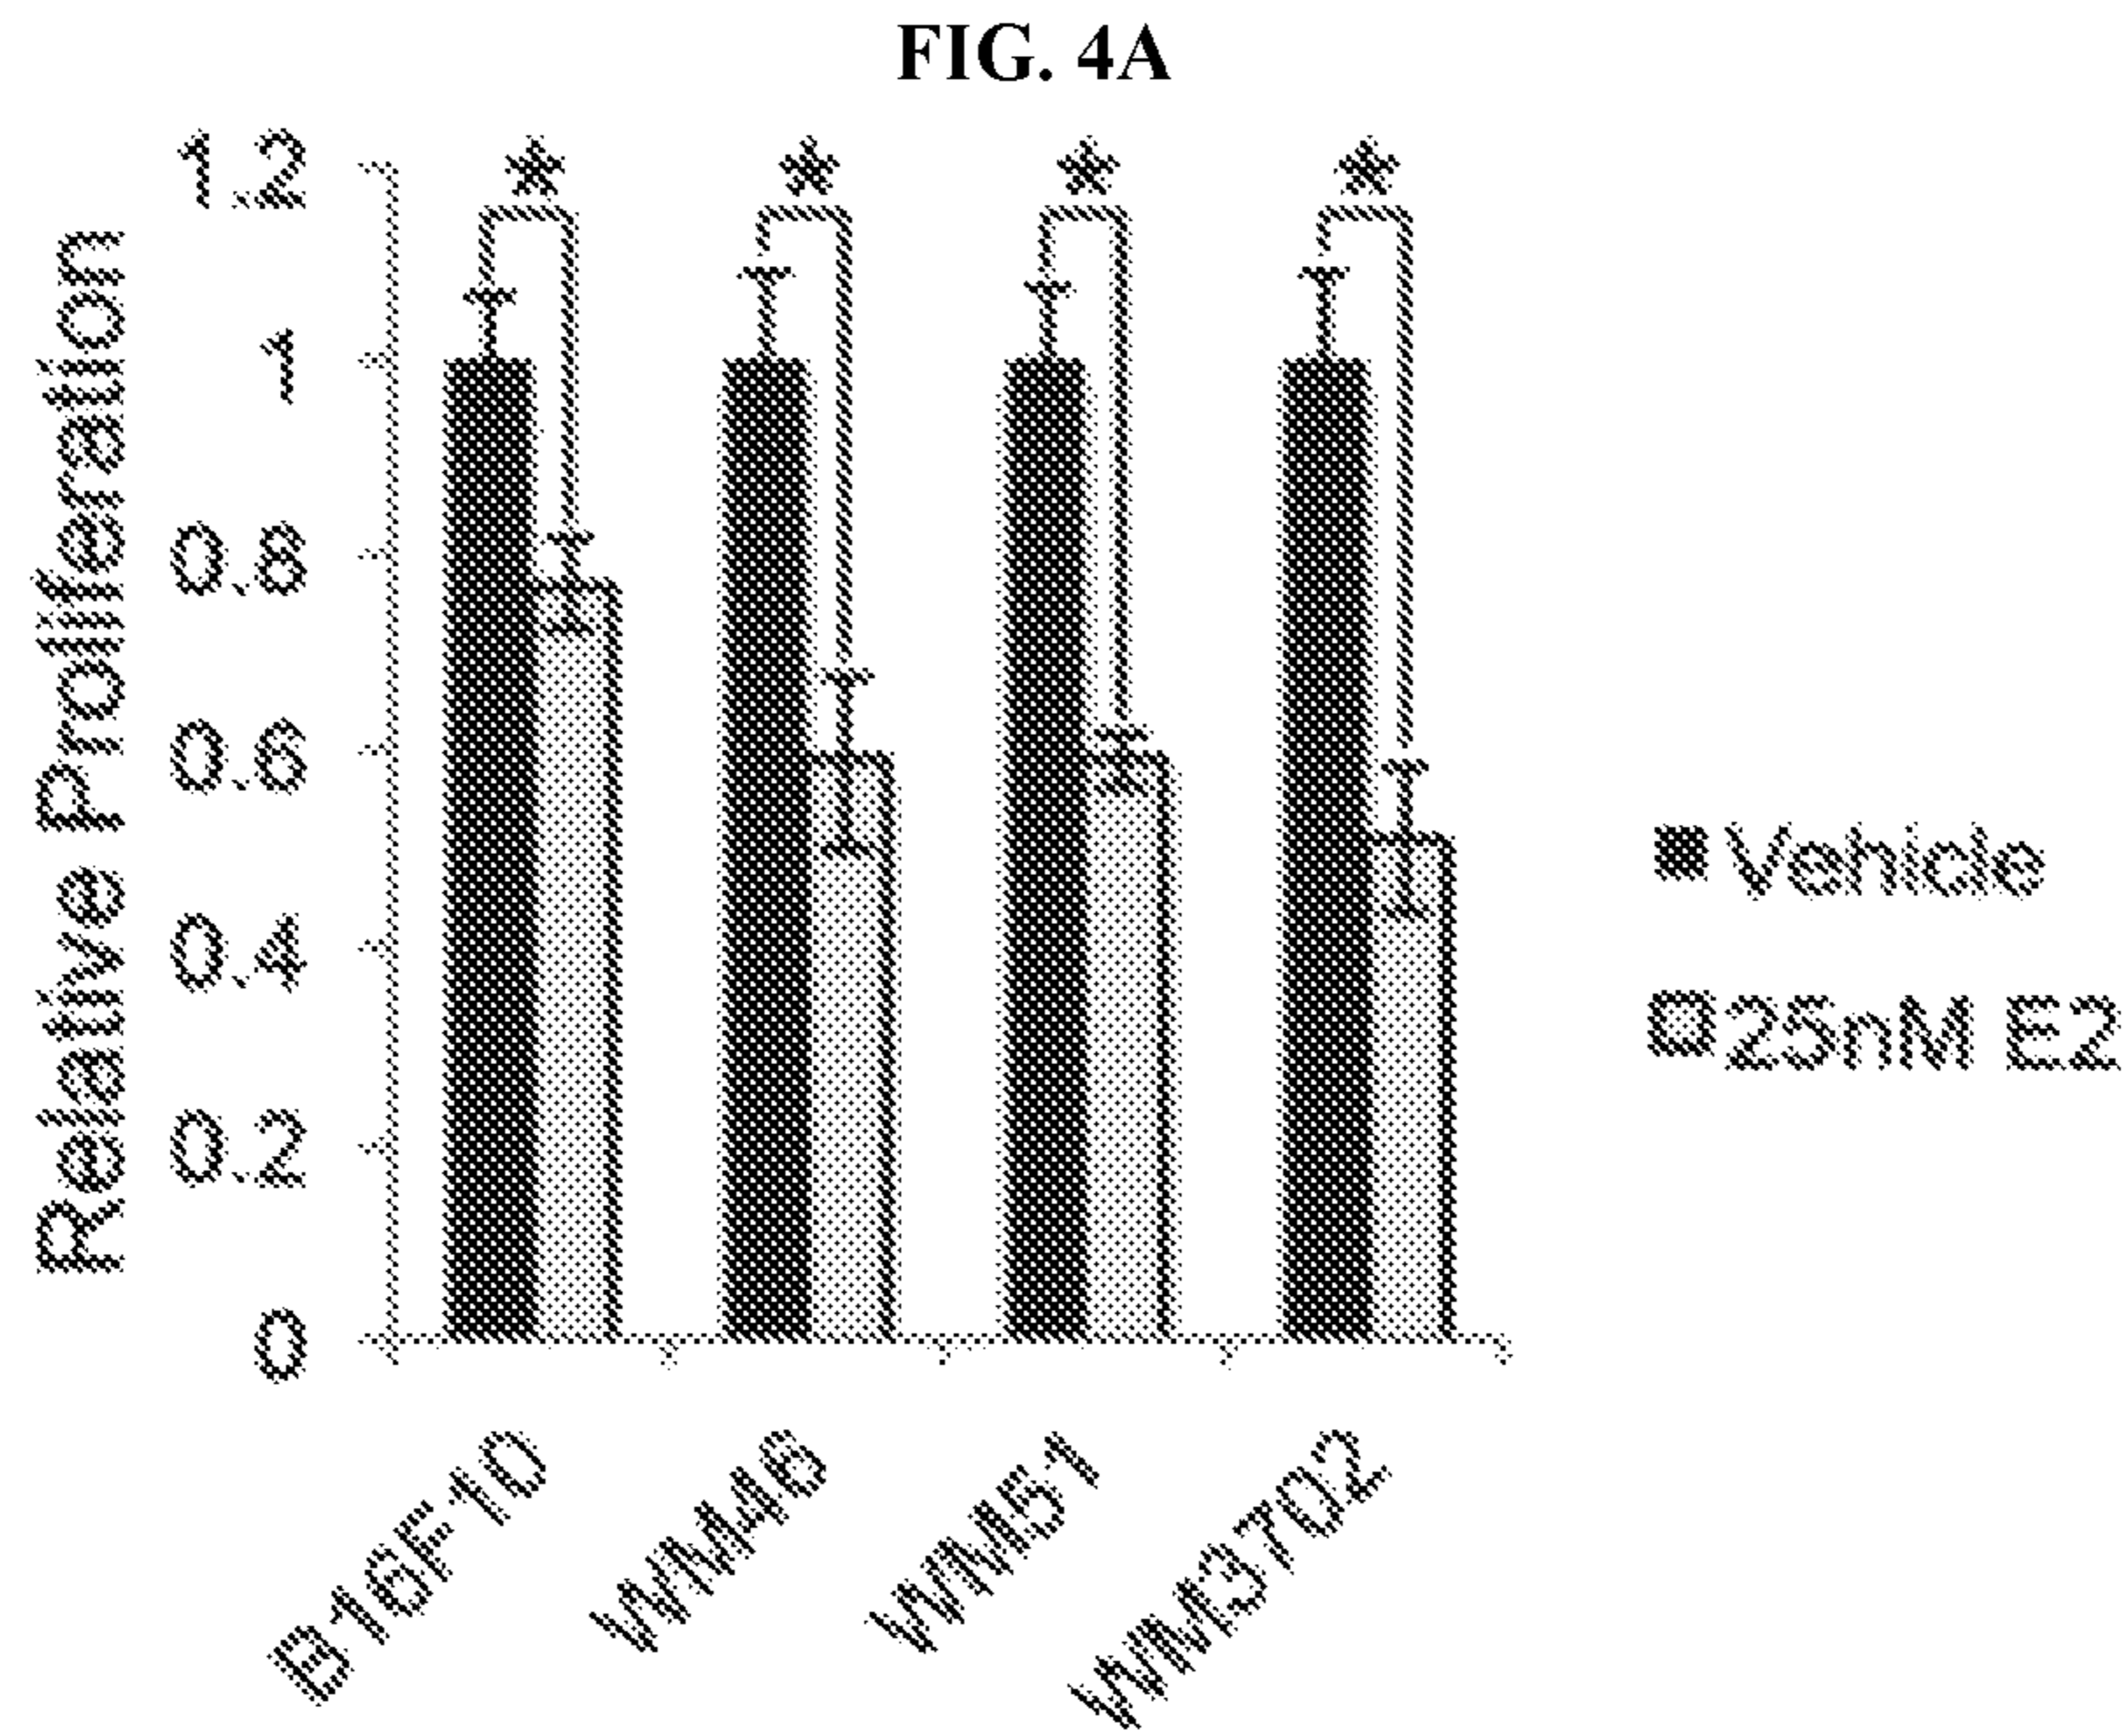 FIG. 4A
* * * *
Relative Proliferation
1.2
1
0.8
0.6
0.4
0.2
0
B16F10
WM46
WM51
WM3702
Vehicle
25nM E2